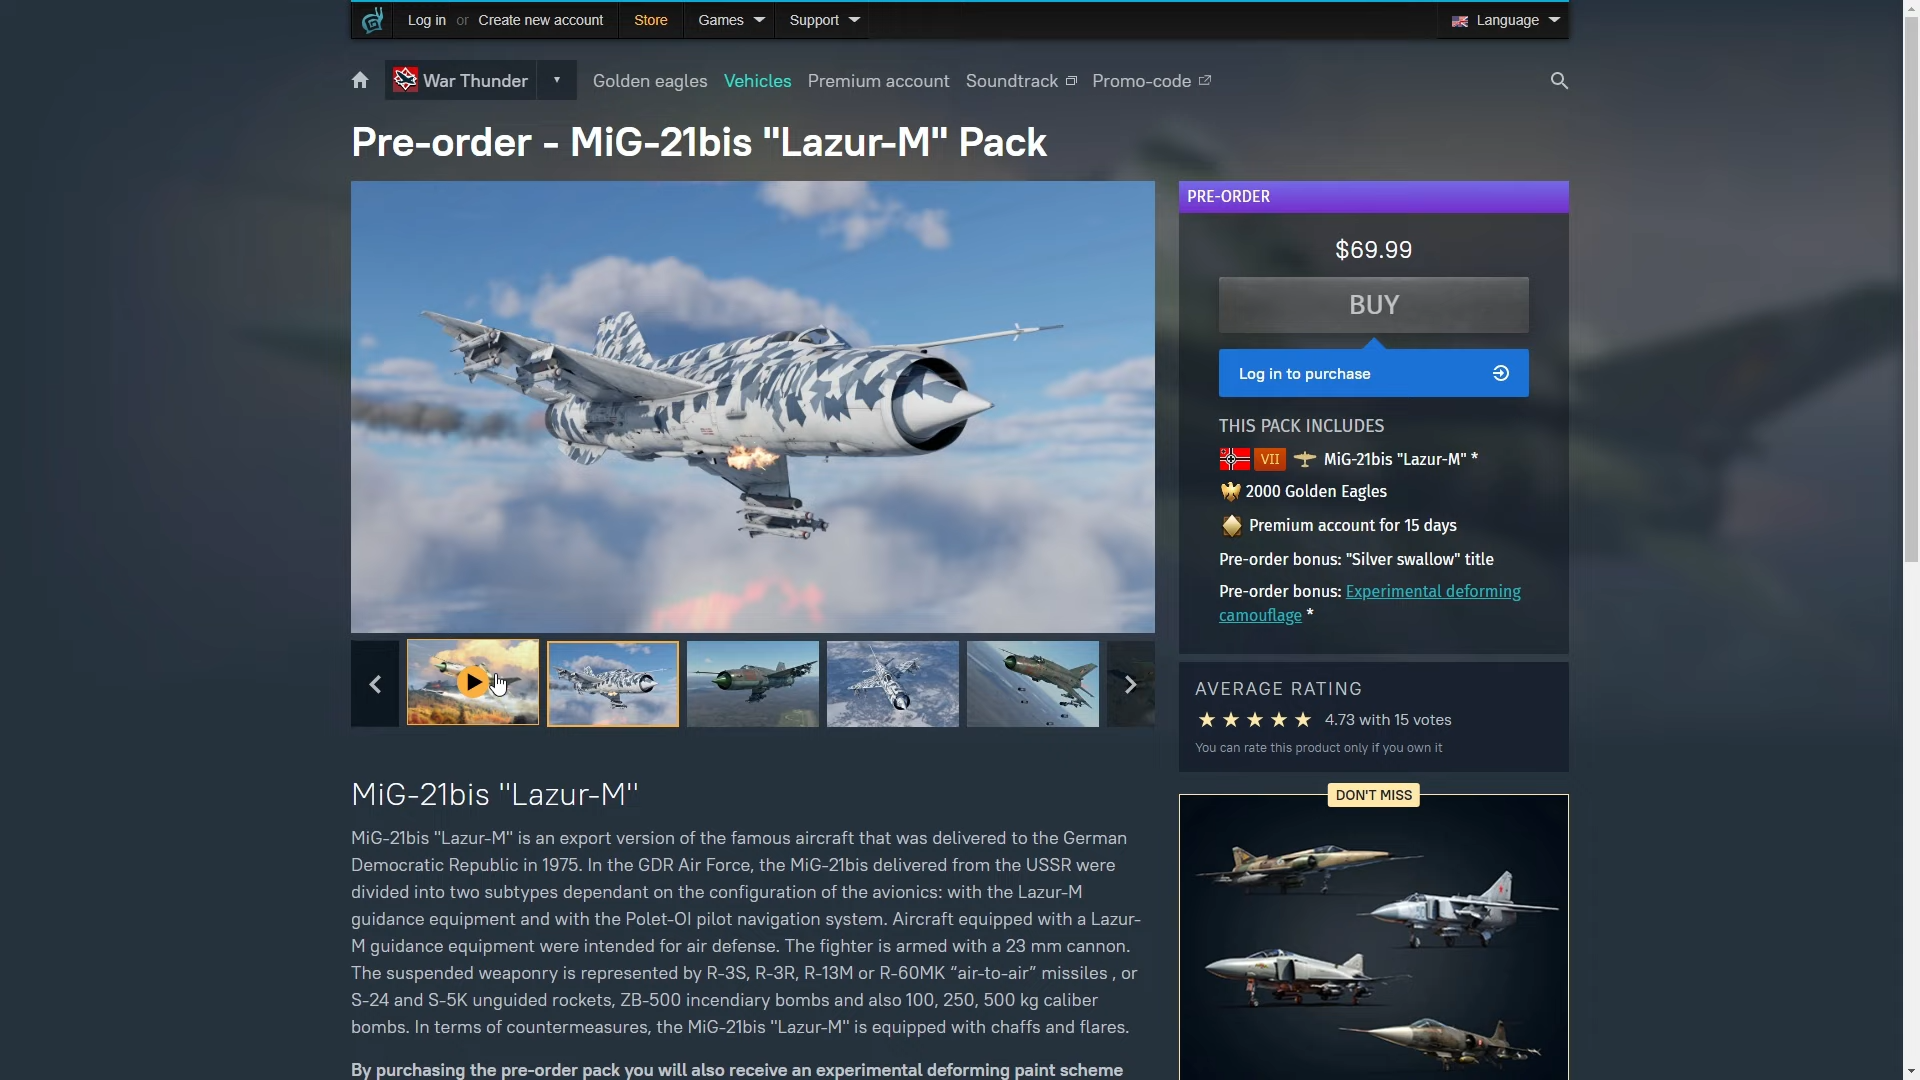 Log in or Create new account Store Games Support Language
War Thunder Golden eagles Vehicles Premium account Soundtrack Promo-code
Pre-order - MiG-21bis "Lazur-M" Pack
PRE-ORDER
$69.99
BUY
Log in to purchase
THIS PACK INCLUDES
VII MiG-21bis "Lazur-M" *
2000 Golden Eagles
Premium account for 15 days
Pre-order bonus: "Silver swallow" title
Pre-order bonus: Experimental deforming
camouflage *
AVERAGE RATING
4.73 with 15 votes
You can rate this product only if you own it
DON'T MISS
MiG-21bis "Lazur-M"
MiG-21bis "Lazur-M" is an export version of the famous aircraft that was delivered to the German
Democratic Republic in 1975. In the GDR Air Force, the MiG-21bis delivered from the USSR were
divided into two subtypes dependant on the configuration of the avionics: with the Lazur-M
guidance equipment and with the Polet-OI pilot navigation system. Aircraft equipped with a Lazur-
M guidance equipment were intended for air defense. The fighter is armed with a 23 mm cannon.
The suspended weaponry is represented by R-3S, R-3R, R-13M or R-60MK “air-to-air” missiles , or
S-24 and S-5K unguided rockets, ZB-500 incendiary bombs and also 100, 250, 500 kg caliber
bombs. In terms of countermeasures, the MiG-21bis "Lazur-M" is equipped with chaffs and flares.
By purchasing the pre-order pack you will also receive an experimental deforming paint scheme